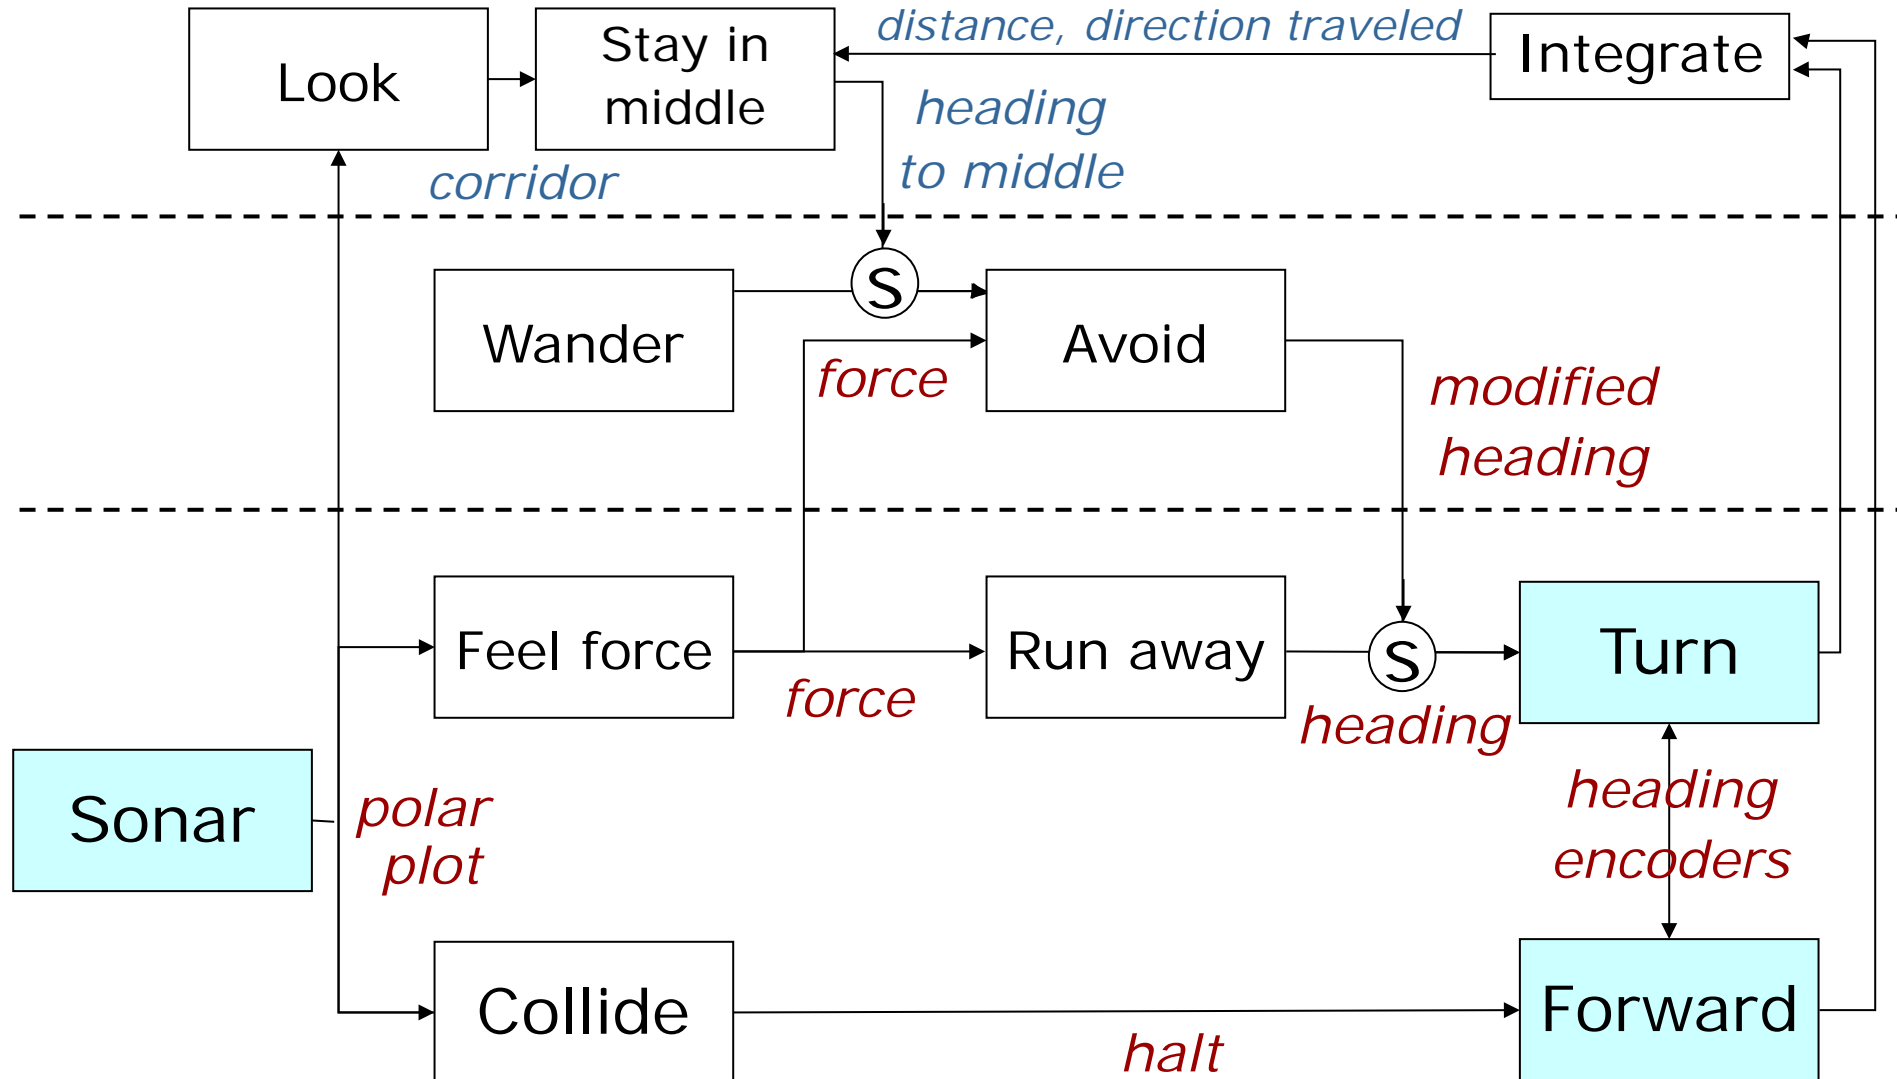 Look
Stay in
middle
distance, direction traveled
Integrate
heading
to middle
corridor
S
Wander
Avoid
force
modified
heading
Feel force
Run away
S
Turn
force
heading
Sonar
polar
plot
heading
encoders
Collide
Forward
halt